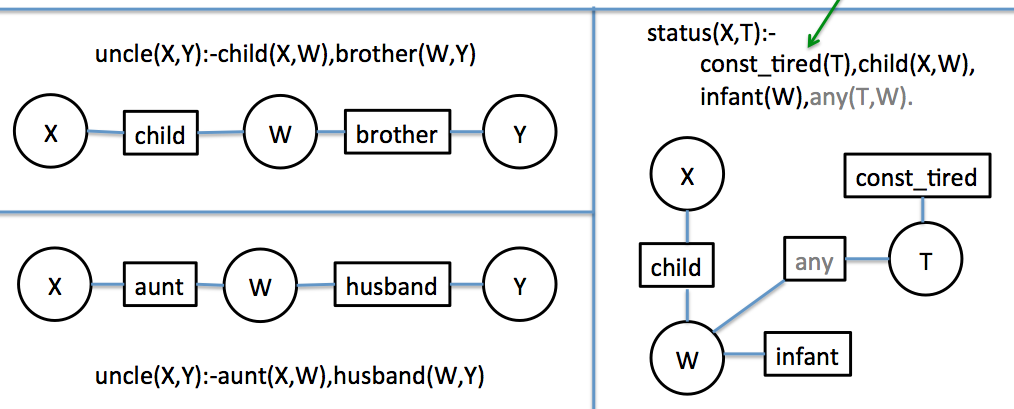 uncle(X,Y):-child(X,W),brother(W,Y)
X child W brother Y
X aunt W husband Y
uncle(X,Y):-aunt(X,W),husband(W,Y)
status(X,T):-
const_tired(T),child(X,W),
infant(W),any(T,W).
X
const_tired
child
any
T
W
infant